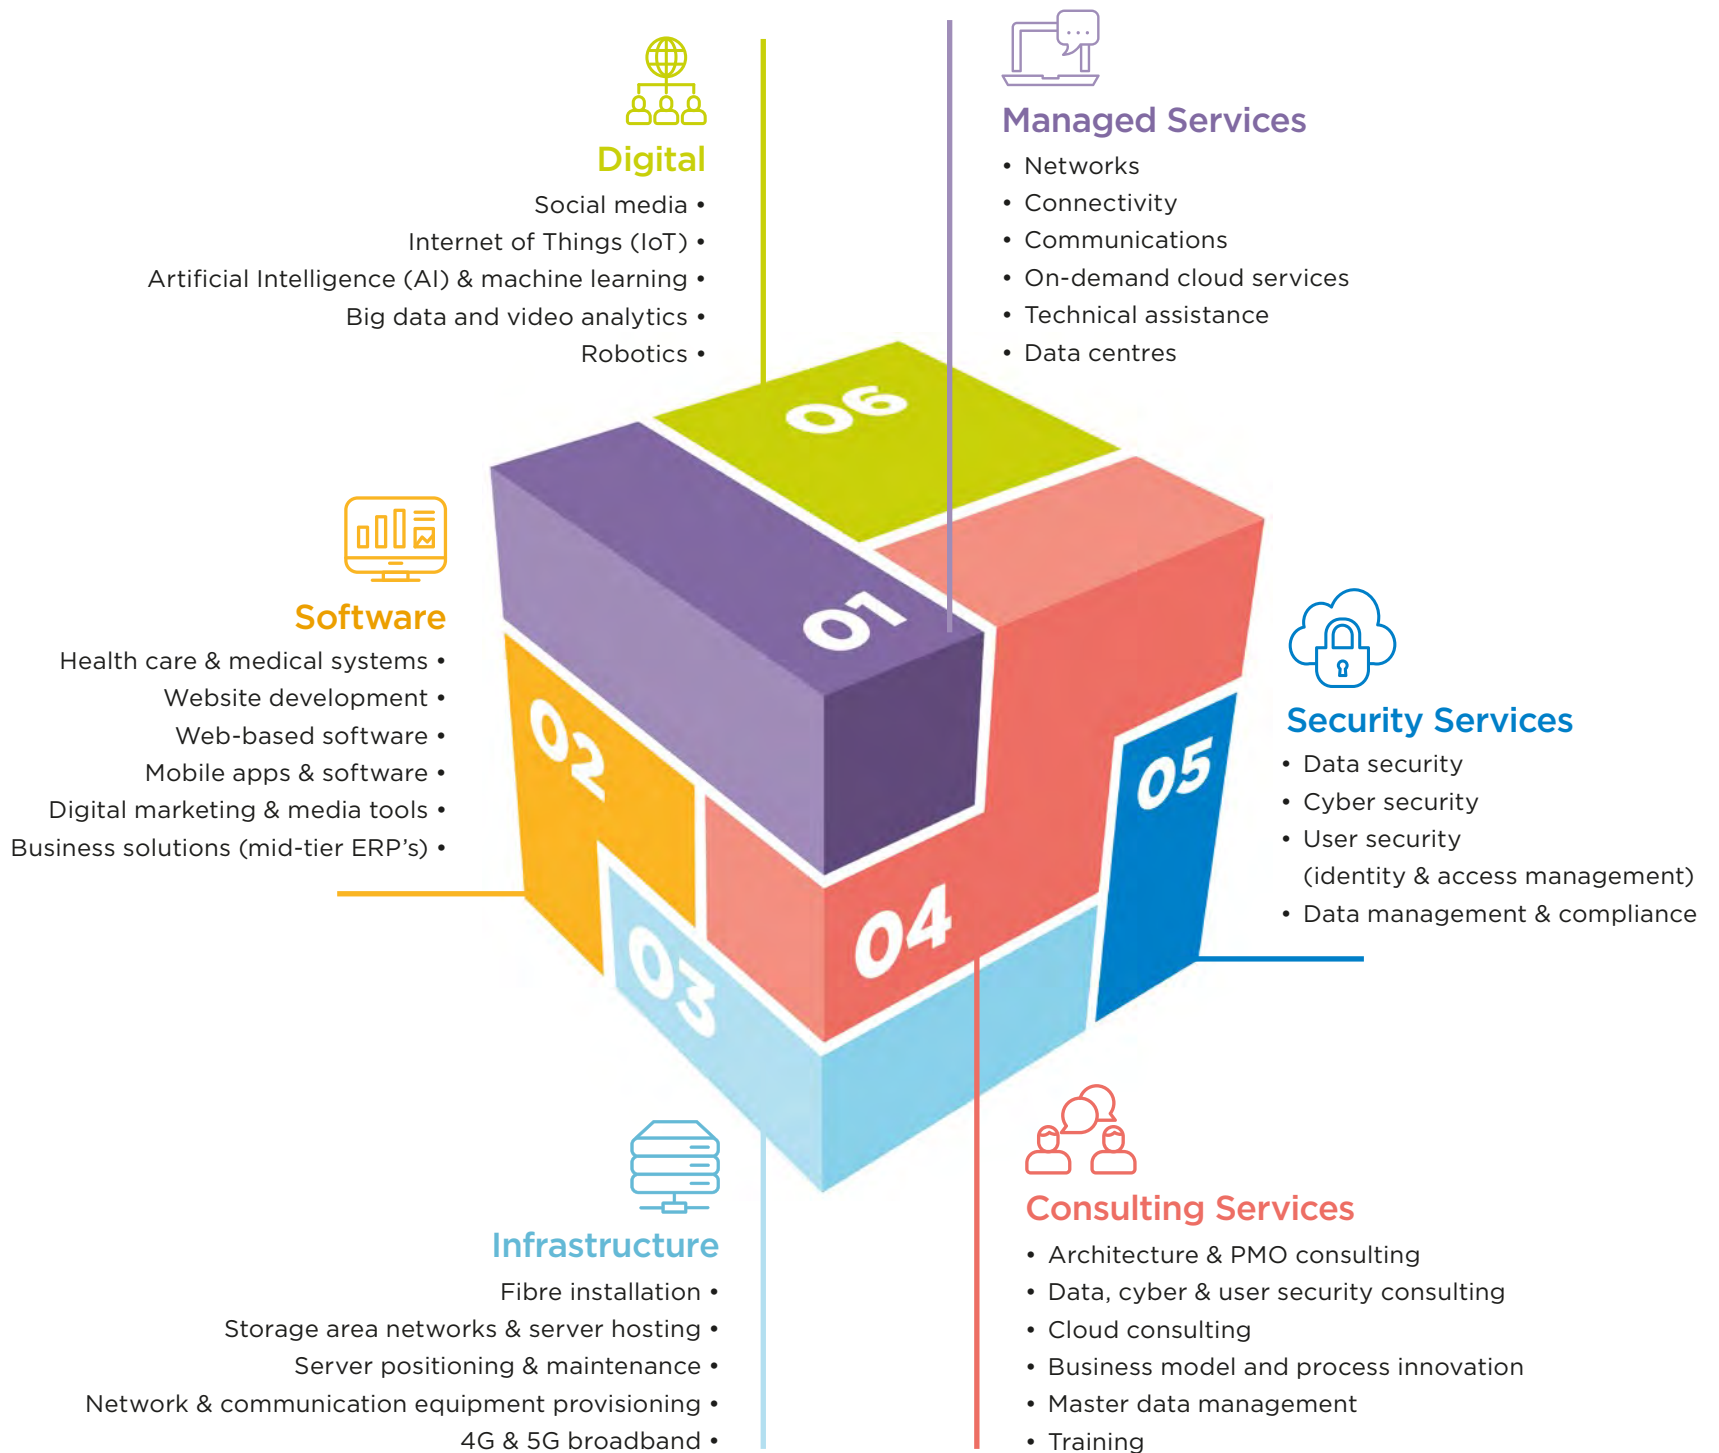 Digital
Social media •
Internet of Things (IoT) •
Artificial Intelligence (AI) & machine learning •
Big data and video analytics •
Robotics •
Managed Services
• Networks
• Connectivity
• Communications
• On-demand cloud services
• Technical assistance
• Data centres
06
01
02
03
04
05
Software
Health care & medical systems •
Website development •
Web-based software •
Mobile apps & software •
Digital marketing & media tools •
Business solutions (mid-tier ERP’s) •
Security Services
• Data security
• Cyber security
• User security
(identity & access management)
• Data management & compliance
Infrastructure
Fibre installation •
Storage area networks & server hosting •
Server positioning & maintenance •
Network & communication equipment provisioning •
4G & 5G broadband •
Consulting Services
• Architecture & PMO consulting
• Data, cyber & user security consulting
• Cloud consulting
• Business model and process innovation
• Master data management
• Training